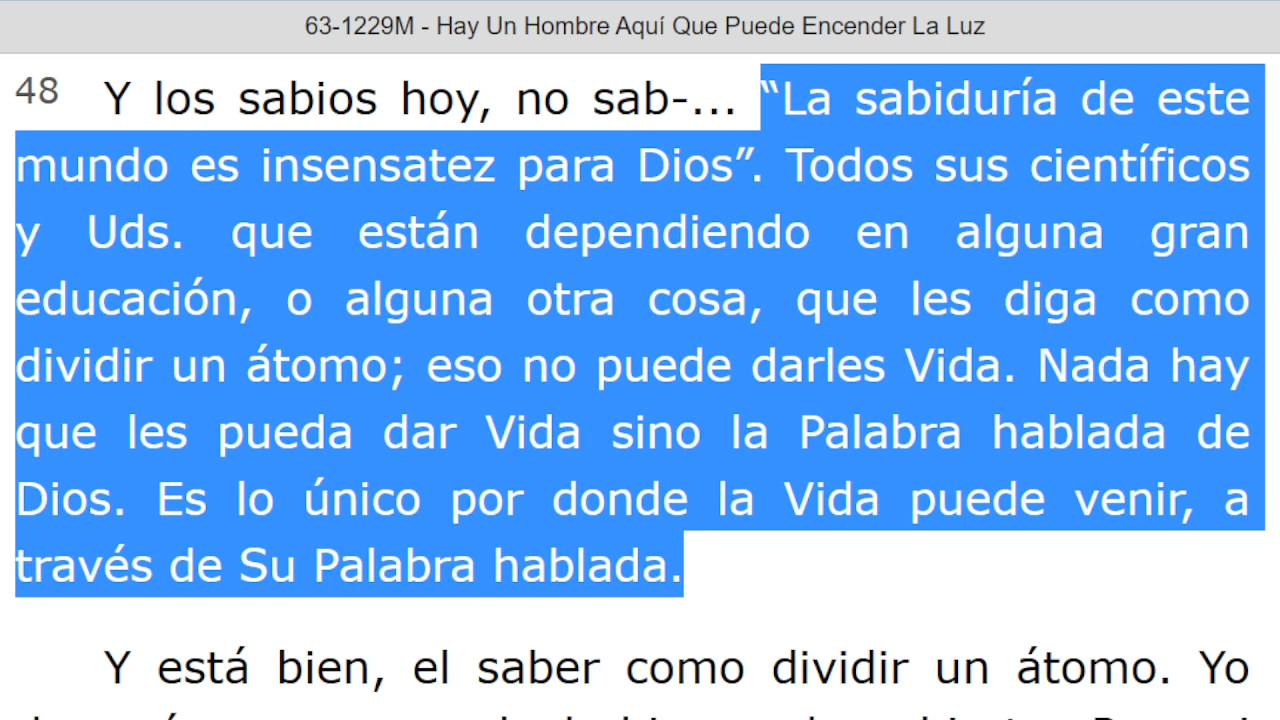 63-1229M - Hay Un Hombre Aquí Que Puede Encender La Luz
48 Y los sabios hoy, no sab-... “La sabiduría de este
mundo es insensatez para Dios”. Todos sus científicos
y Uds. que están dependiendo en alguna gran
educación, o alguna otra cosa, que les diga como
dividir un átomo; eso no puede darles Vida. Nada hay
que les pueda dar Vida sino la Palabra hablada de
Dios. Es lo único por donde la Vida puede venir, a
través de Su Palabra hablada.
Y está bien, el saber como dividir un átomo. Yo